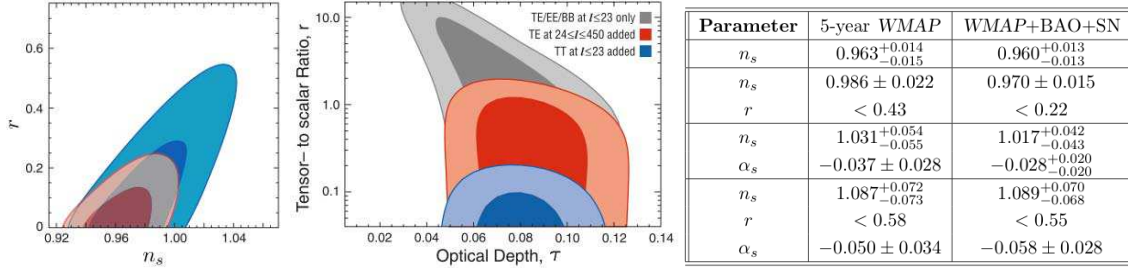 r
0.6
0.4
0.2
0
0.92 0.96 1.00 1.04
n_s
Tensor– to scalar Ratio, r
10.0
1.0
0.1
TE/EE/BB at l≤23 only
TE at 24≤l≤450 added
TT at l≤23 added
0.02 0.04 0.06 0.08 0.10 0.12 0.14
Optical Depth, τ
Parameter 5-year WMAP WMAP+BAO+SN
n_s 0.963^{+0.014}_{−0.015} 0.960^{+0.013}_{−0.013}
n_s 0.986 ± 0.022 0.970 ± 0.015
r < 0.43 < 0.22
n_s 1.031^{+0.054}_{−0.055} 1.017^{+0.042}_{−0.043}
α_s −0.037 ± 0.028 −0.028^{+0.020}_{−0.020}
n_s 1.087^{+0.072}_{−0.073} 1.089^{+0.070}_{−0.068}
r < 0.58 < 0.55
α_s −0.050 ± 0.034 −0.058 ± 0.028